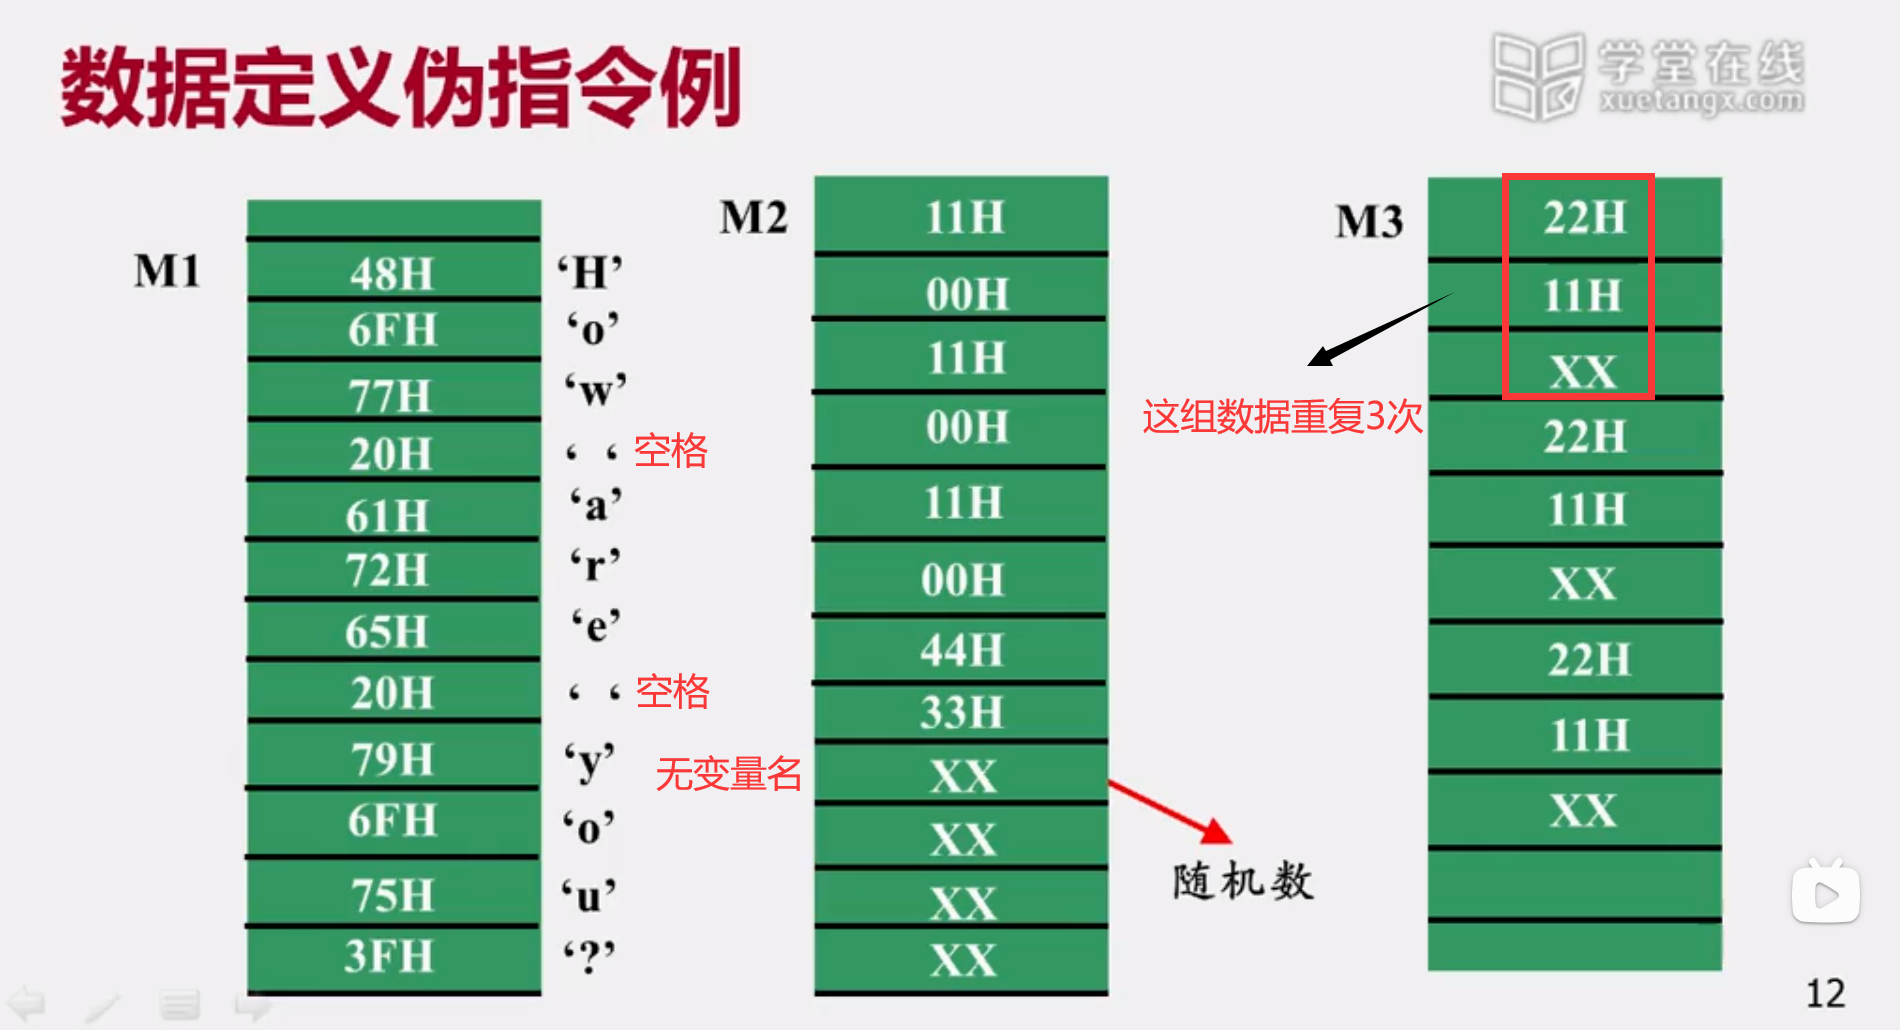 数据定义伪指令例
学堂在线
xuetangx.com
M1
48H ‘H’
6FH ‘o’
77H ‘w’
20H ‘ ‘ 空格
61H ‘a’
72H ‘r’
65H ‘e’
20H ‘ ‘ 空格
79H ‘y’
6FH ‘o’
75H ‘u’
3FH ‘?’
M2
11H
00H
11H
00H
11H
00H
44H
33H
无变量名 XX
XX
XX
XX
随机数
M3
22H
11H
XX
这组数据重复3次
22H
11H
XX
22H
11H
XX
12